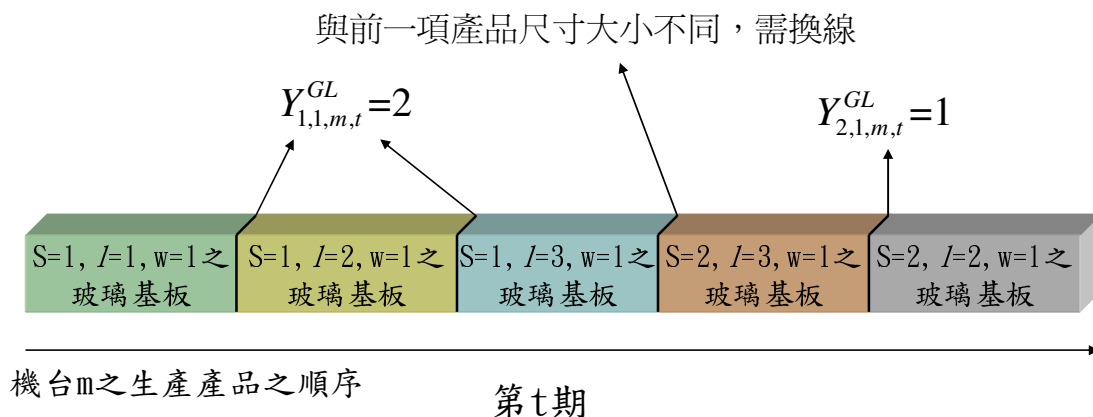 與前一項產品尺寸大小不同，需換線
Y^{GL}_{1,1,m,t}=2
Y^{GL}_{2,1,m,t}=1
S=1, l=1, w=1之
玻璃基板
S=1, l=2, w=1之
玻璃基板
S=1, l=3, w=1之
玻璃基板
S=2, l=3, w=1之
玻璃基板
S=2, l=2, w=1之
玻璃基板
機台m之生產產品之順序
第t期